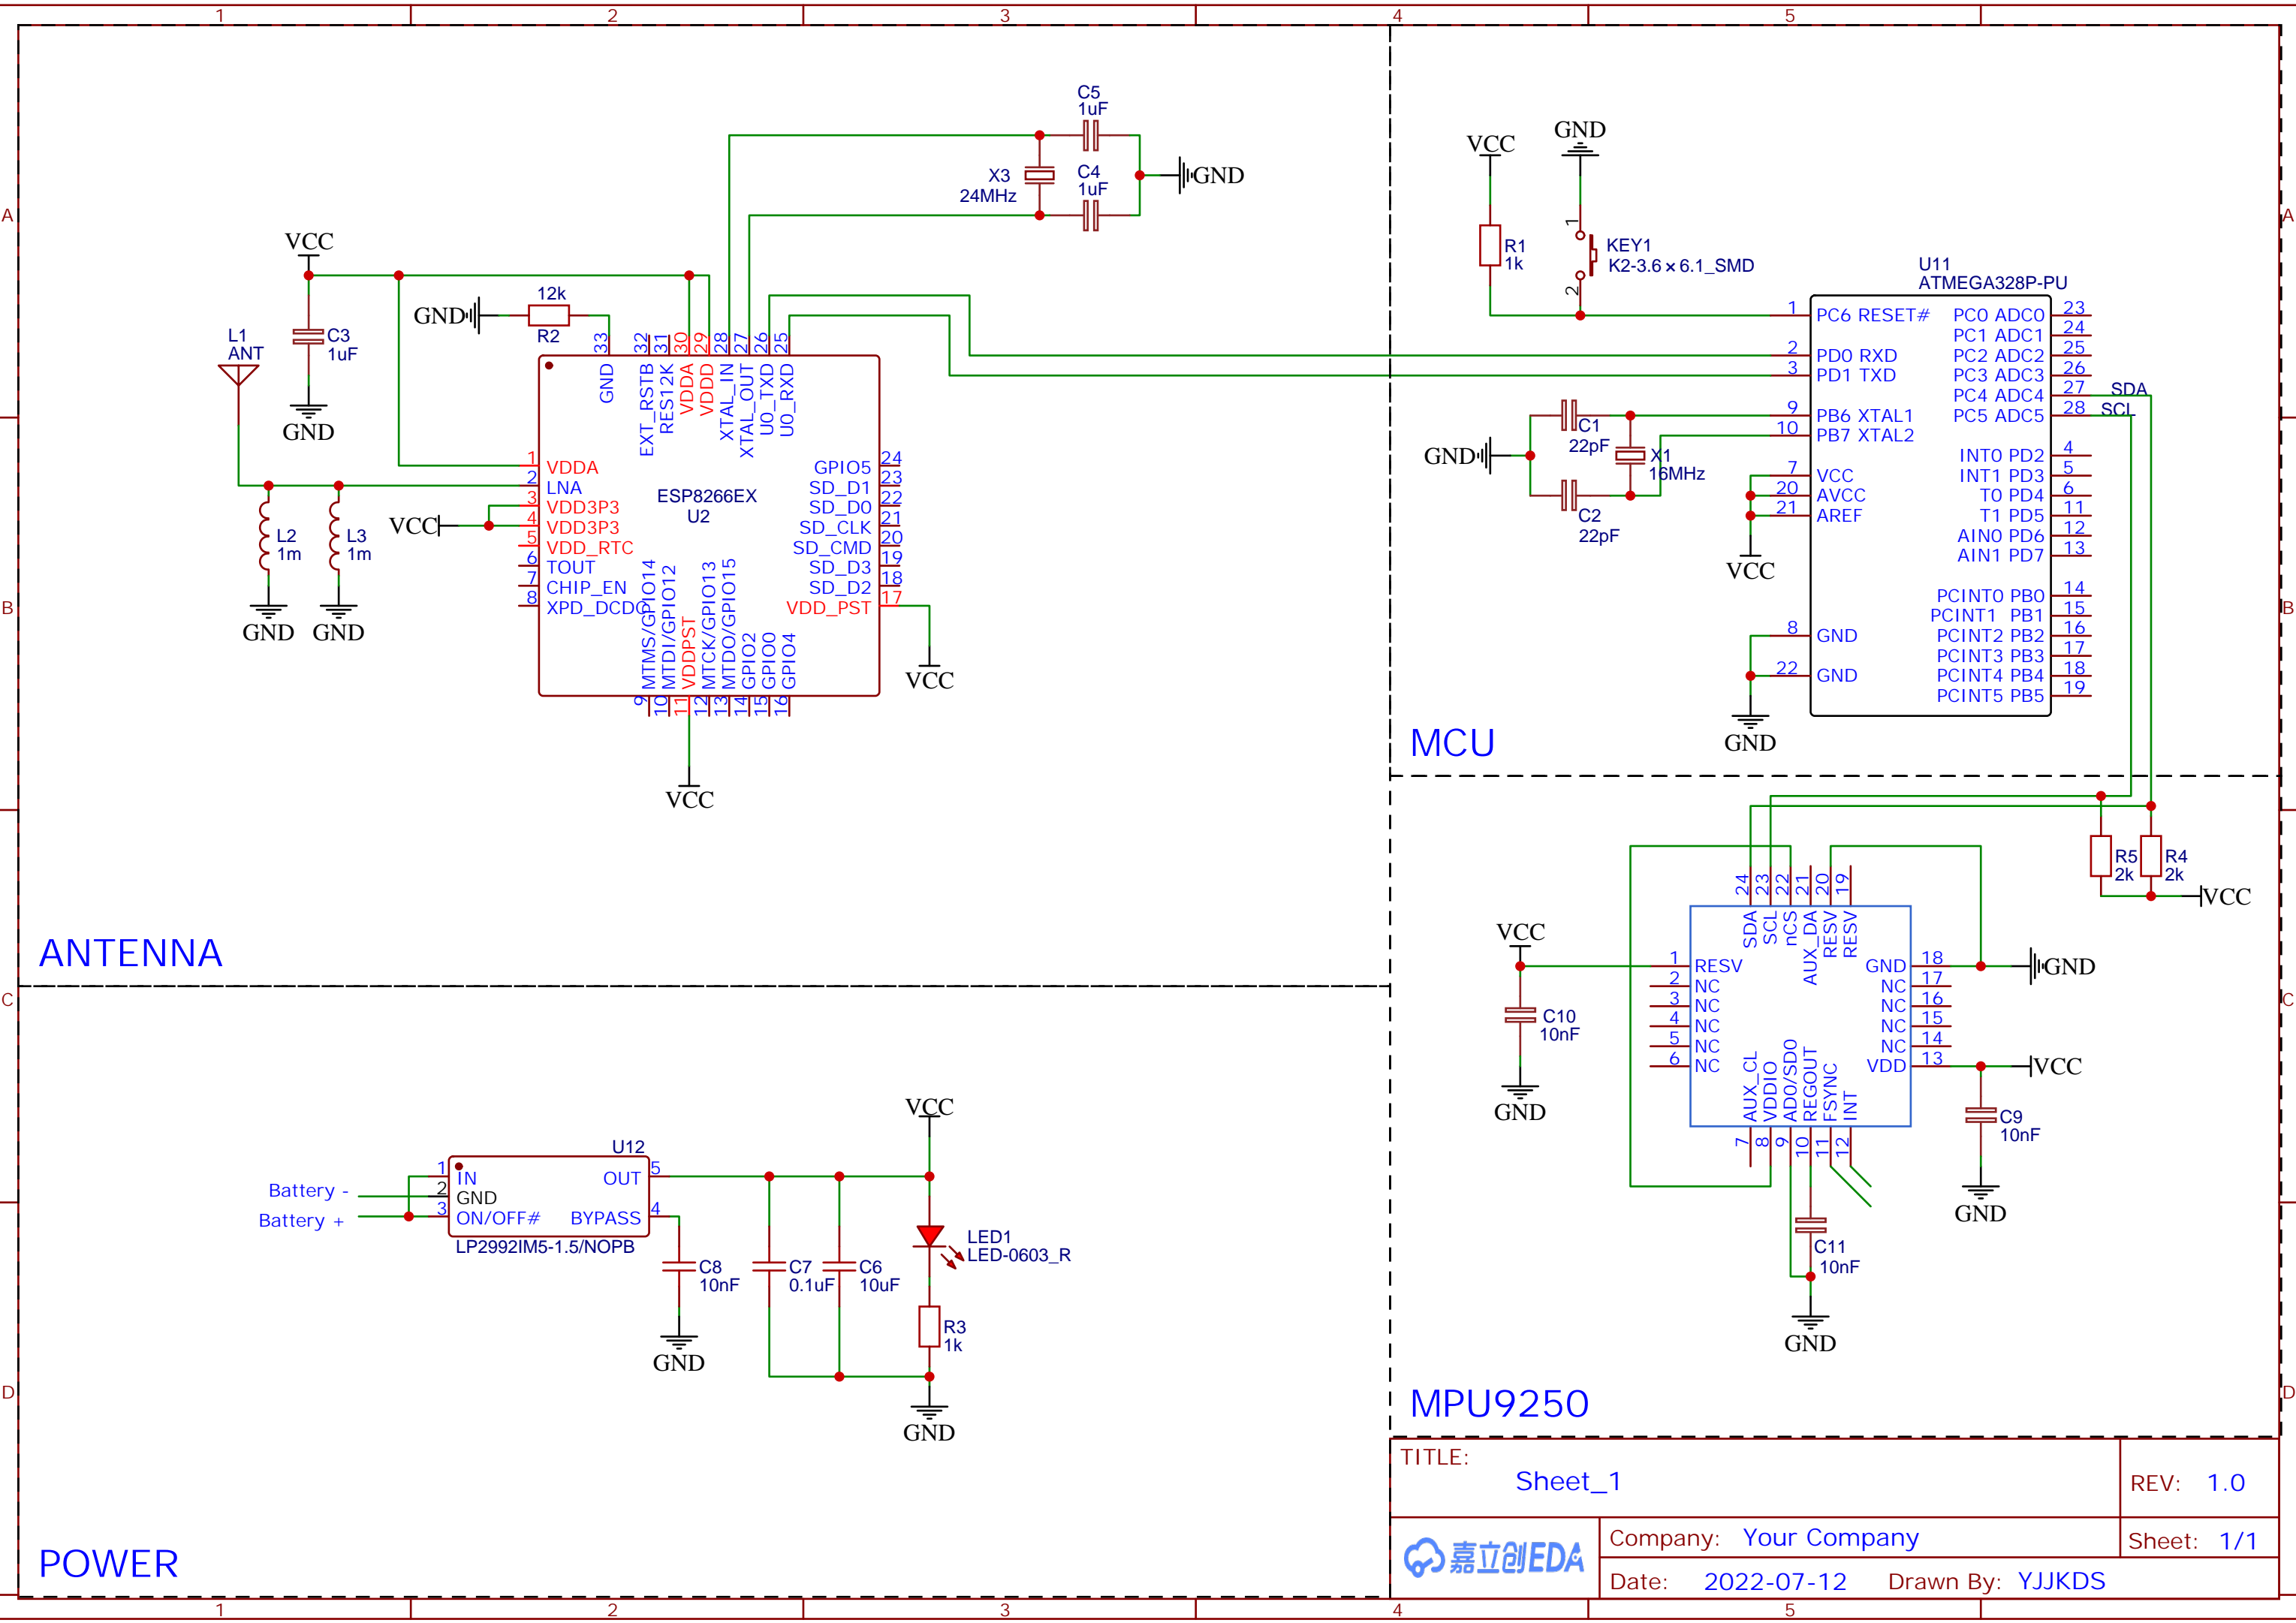 1 2 3 4 5
A
B
C
D
A
B
C
D
1 2 3 4 5
C5
1uF
X3
24MHz
C4
1uF
GND
VCC
C3
1uF
GND
L1
ANT
GND
12k
R2
L2
1m
GND
L3
1m
GND
VCC
ESP8266EX
U2
33 GND
32 EXT_RSTB
31 RES12K
30 VDDA
29 VDDD
28 XTAL_IN
27 XTAL_OUT
26 U0_TXD
25 U0_RXD
1 VDDA
2 LNA
3 VDD3P3
4 VDD3P3
5 VDD_RTC
6 TOUT
7 CHIP_EN
8 XPD_DCDC
9 MTMS/GPIO14
10 MTDI/GPIO12
11 VDDPST
12 MTCK/GPIO13
13 MTDO/GPIO15
14 GPIO2
15 GPIO0
16 GPIO4
GPIO5 24
SD_D1 23
SD_D0 22
SD_CLK 21
SD_CMD 20
SD_D3 19
SD_D2 18
VDD_PST 17
VCC
VCC
ANTENNA
VCC
GND
R1
1k
1
2
KEY1
K2-3.6×6.1_SMD
U11
ATMEGA328P-PU
1 PC6 RESET#
2 PD0 RXD
3 PD1 TXD
9 PB6 XTAL1
10 PB7 XTAL2
7 VCC
20 AVCC
21 AREF
8 GND
22 GND
PC0 ADC0 23
PC1 ADC1 24
PC2 ADC2 25
PC3 ADC3 26
PC4 ADC4 27
PC5 ADC5 28
INT0 PD2 4
INT1 PD3 5
T0 PD4 6
T1 PD5 11
AIN0 PD6 12
AIN1 PD7 13
PCINT0 PB0 14
PCINT1 PB1 15
PCINT2 PB2 16
PCINT3 PB3 17
PCINT4 PB4 18
PCINT5 PB5 19
SDA
SCL
GND
C1
22pF
X1
16MHz
C2
22pF
VCC
GND
MCU
R5
2k
R4
2k
VCC
VCC
C10
10nF
GND
24 SDA
23 SCL
22 nCS
21 AUX_DA
20 RESV
19 RESV
1 RESV
2 NC
3 NC
4 NC
5 NC
6 NC
7 AUX_CL
8 VDDIO
9 AD0/SD0
10 REGOUT
11 FSYNC
12 INT
GND 18
NC 17
NC 16
NC 15
NC 14
VDD 13
GND
VCC
C9
10nF
GND
C11
10nF
GND
MPU9250
Battery -
Battery +
U12
1 IN
2 GND
3 ON/OFF#
OUT 5
BYPASS 4
LP2992IM5-1.5/NOPB
C8
10nF
GND
C7
0.1uF
C6
10uF
VCC
LED1
LED-0603_R
R3
1k
GND
POWER
TITLE:
Sheet_1
REV: 1.0
嘉立创EDA
Company: Your Company
Sheet: 1/1
Date: 2022-07-12 Drawn By: YJJKDS